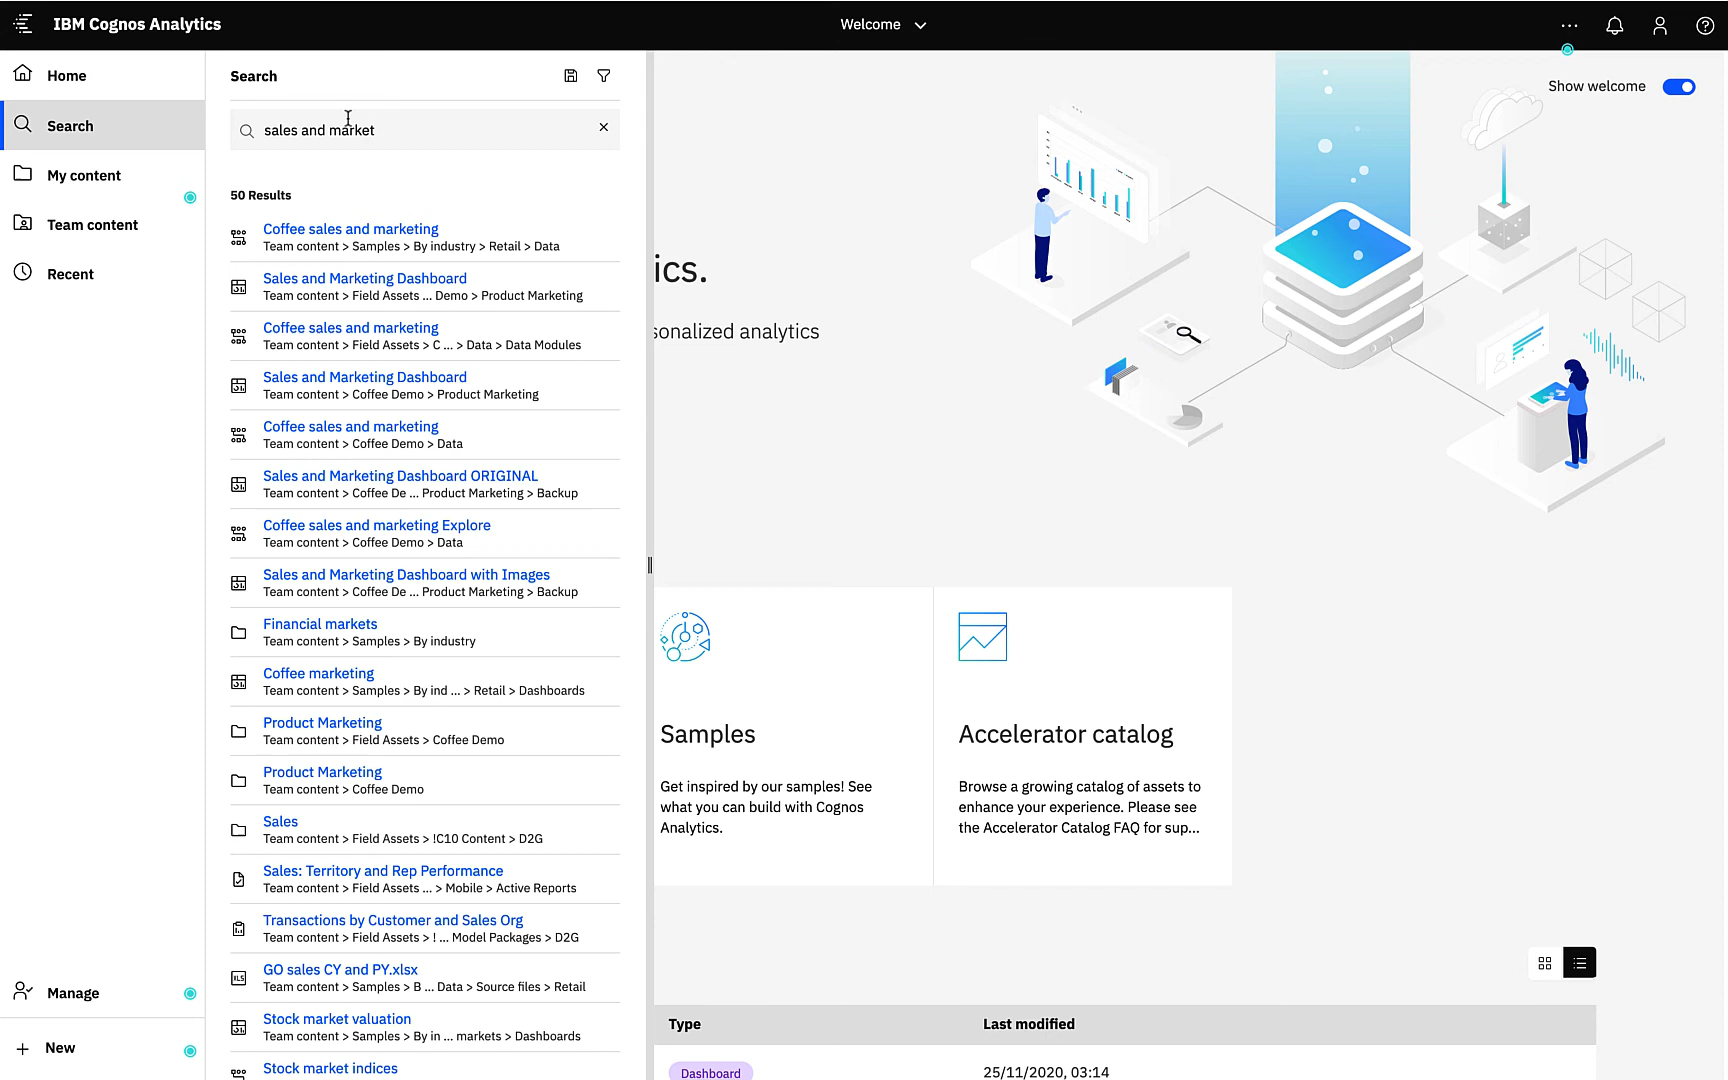 IBM Cognos Analytics
Welcome
Home
Search
My content
Team content
Recent
Manage
New
Search
sales and market
50 Results
Coffee sales and marketing
Team content > Samples > By industry > Retail > Data
Sales and Marketing Dashboard
Team content > Field Assets ... Demo > Product Marketing
Coffee sales and marketing
Team content > Field Assets > C ... > Data > Data Modules
Sales and Marketing Dashboard
Team content > Coffee Demo > Product Marketing
Coffee sales and marketing
Team content > Coffee Demo > Data
Sales and Marketing Dashboard ORIGINAL
Team content > Coffee De ... Product Marketing > Backup
Coffee sales and marketing Explore
Team content > Coffee Demo > Data
Sales and Marketing Dashboard with Images
Team content > Coffee De ... Product Marketing > Backup
Financial markets
Team content > Samples > By industry
Coffee marketing
Team content > Samples > By ind ... > Retail > Dashboards
Product Marketing
Team content > Field Assets > Coffee Demo
Product Marketing
Team content > Coffee Demo
Sales
Team content > Field Assets > !C10 Content > D2G
Sales: Territory and Rep Performance
Team content > Field Assets ... > Mobile > Active Reports
Transactions by Customer and Sales Org
Team content > Field Assets > ! ... Model Packages > D2G
GO sales CY and PY.xlsx
Team content > Samples > B ... Data > Source files > Retail
Stock market valuation
Team content > Samples > By in ... markets > Dashboards
Stock market indices
Show welcome
ics.
sonalized analytics
Samples
Get inspired by our samples! See
what you can build with Cognos
Analytics.
Accelerator catalog
Browse a growing catalog of assets to
enhance your experience. Please see
the Accelerator Catalog FAQ for sup...
Type
Last modified
Dashboard
25/11/2020, 03:14